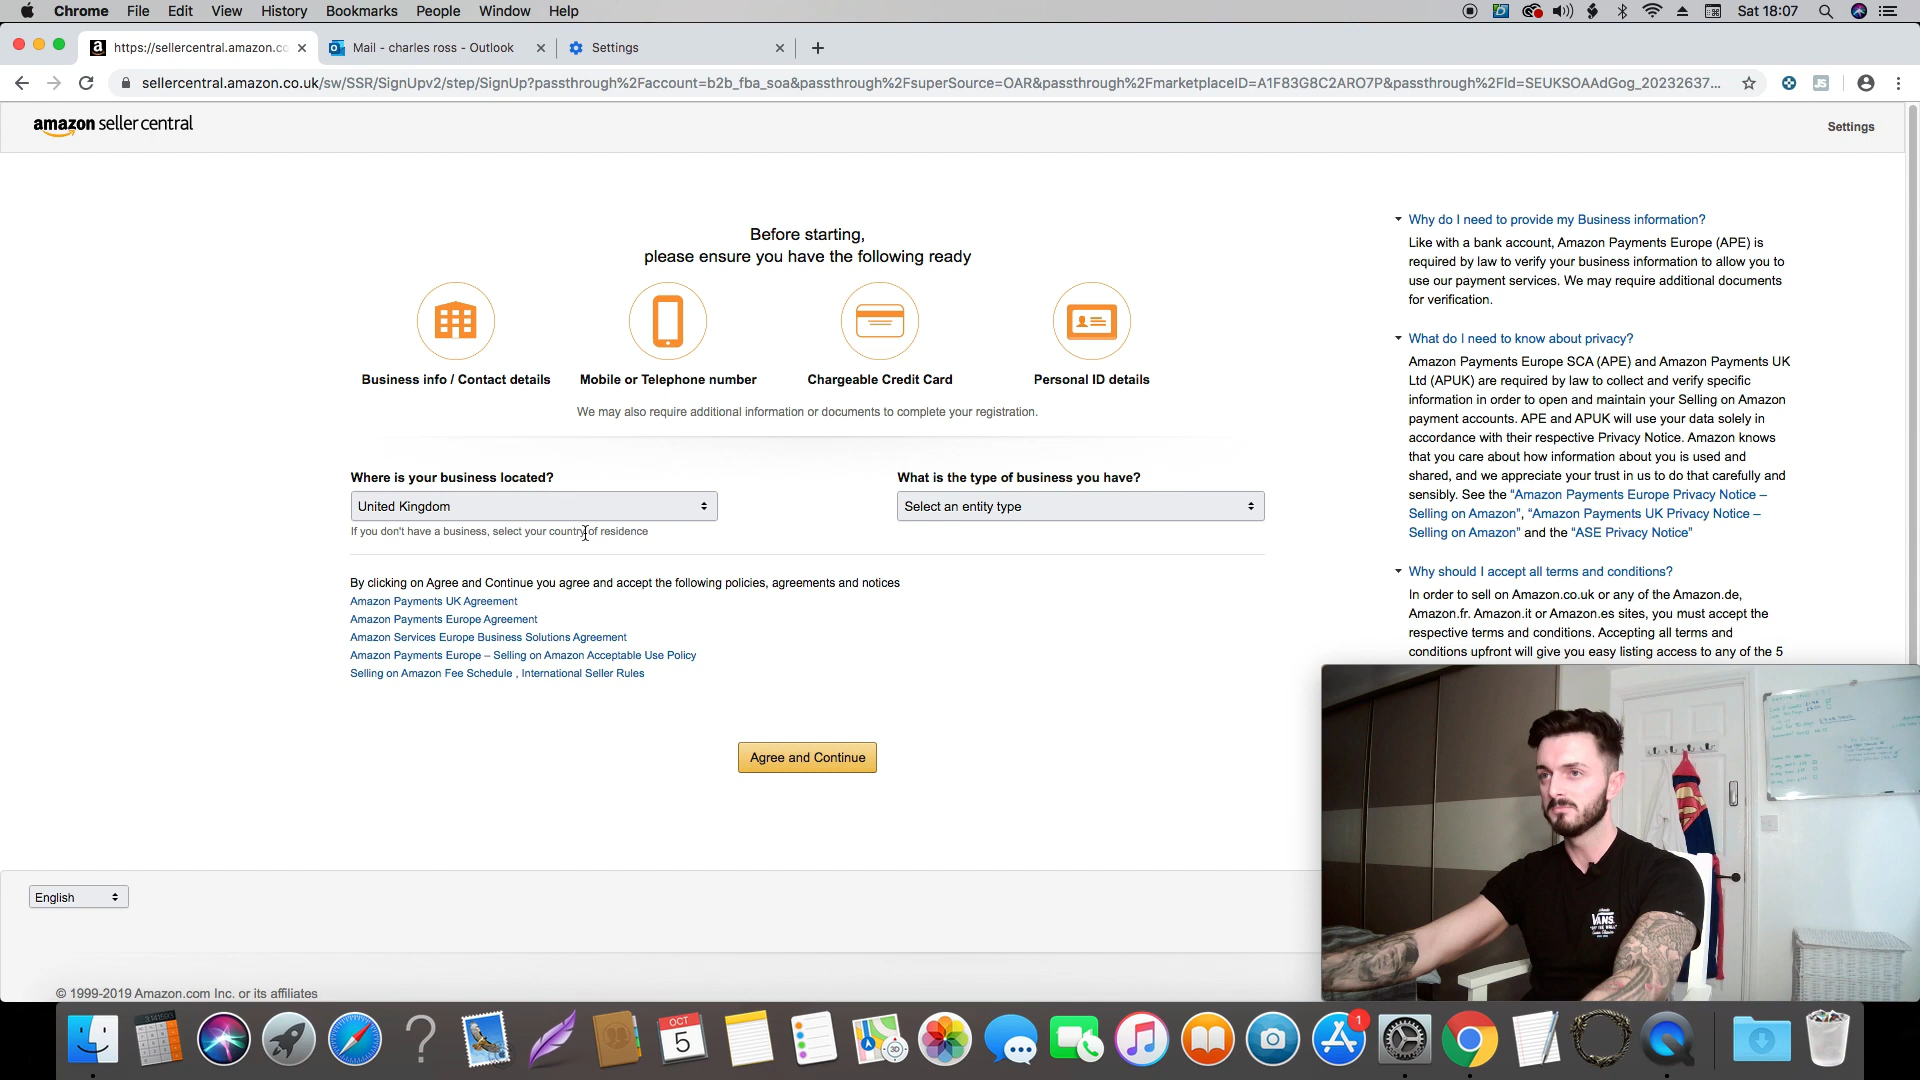 Chrome File Edit View History Bookmarks People Window Help
Sat 18:07
https://sellercentral.amazon.co
Mail - charles ross - Outlook
Settings
sellercentral.amazon.co.uk/sw/SSR/SignUpv2/step/SignUp?passthrough%2Faccount=b2b_fba_soa&passthrough%2FsuperSource=OAR&passthrough%2FmarketplaceID=A1F83G8C2ARO7P&passthrough%2Fld=SEUKSOAAdGog_20232637...
JS
amazon seller central
Settings
Before starting,
please ensure you have the following ready
Business info / Contact details
Mobile or Telephone number
Chargeable Credit Card
Personal ID details
We may also require additional information or documents to complete your registration.
Where is your business located?
United Kingdom
If you don't have a business, select your country of residence
What is the type of business you have?
Select an entity type
By clicking on Agree and Continue you agree and accept the following policies, agreements and notices
Amazon Payments UK Agreement
Amazon Payments Europe Agreement
Amazon Services Europe Business Solutions Agreement
Amazon Payments Europe – Selling on Amazon Acceptable Use Policy
Selling on Amazon Fee Schedule , International Seller Rules
Agree and Continue
Why do I need to provide my Business information?
Like with a bank account, Amazon Payments Europe (APE) is
required by law to verify your business information to allow you to
use our payment services. We may require additional documents
for verification.
What do I need to know about privacy?
Amazon Payments Europe SCA (APE) and Amazon Payments UK
Ltd (APUK) are required by law to collect and verify specific
information in order to open and maintain your Selling on Amazon
payment accounts. APE and APUK will use your data solely in
accordance with their respective Privacy Notice. Amazon knows
that you care about how information about you is used and
shared, and we appreciate your trust in us to do that carefully and
sensibly. See the "Amazon Payments Europe Privacy Notice –
Selling on Amazon", "Amazon Payments UK Privacy Notice –
Selling on Amazon" and the "ASE Privacy Notice"
Why should I accept all terms and conditions?
In order to sell on Amazon.co.uk or any of the Amazon.de,
Amazon.fr. Amazon.it or Amazon.es sites, you must accept the
respective terms and conditions. Accepting all terms and
conditions upfront will give you easy listing access to any of the 5
English
© 1999-2019 Amazon.com Inc. or its affiliates
VANS
OCT
5
3D
1